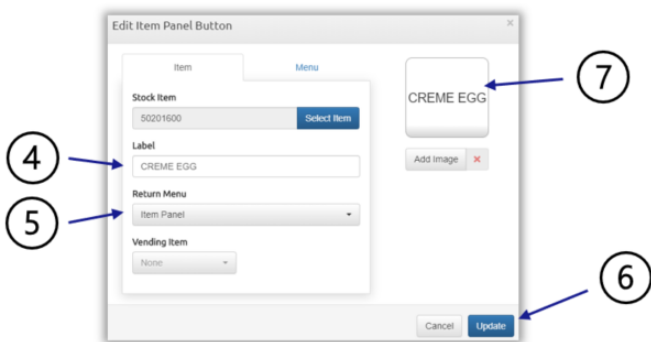 Edit Item Panel Button
×
Item
Menu
Stock Item
50201600
Select Item
Label
CREME EGG
Return Menu
Item Panel
Vending Item
None
CREME EGG
Add Image
×
Cancel
Update
4
5
6
7